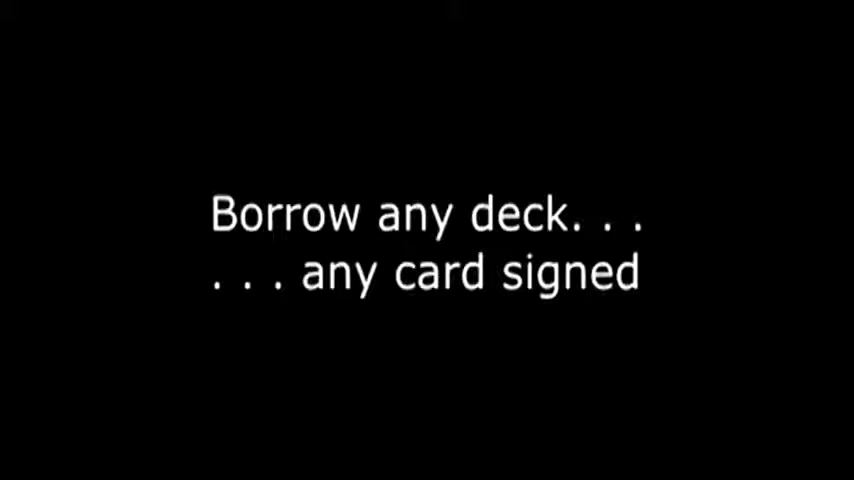 Borrow any deck. . .
. . . any card signed